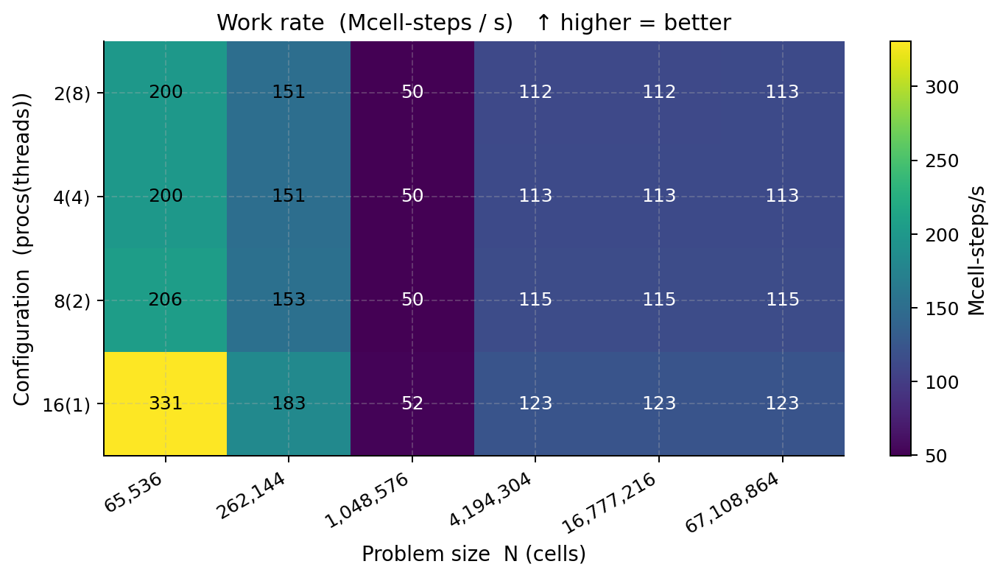 Work rate (Mcell-steps / s) ↑ higher = better
Configuration (procs(threads))
2(8) 200 151 50 112 112 113
4(4) 200 151 50 113 113 113
8(2) 206 153 50 115 115 115
16(1) 331 183 52 123 123 123
65,536 262,144 1,048,576 4,194,304 16,777,216 67,108,864
Problem size N (cells)
300
250
200
150
100
50
Mcell-steps/s